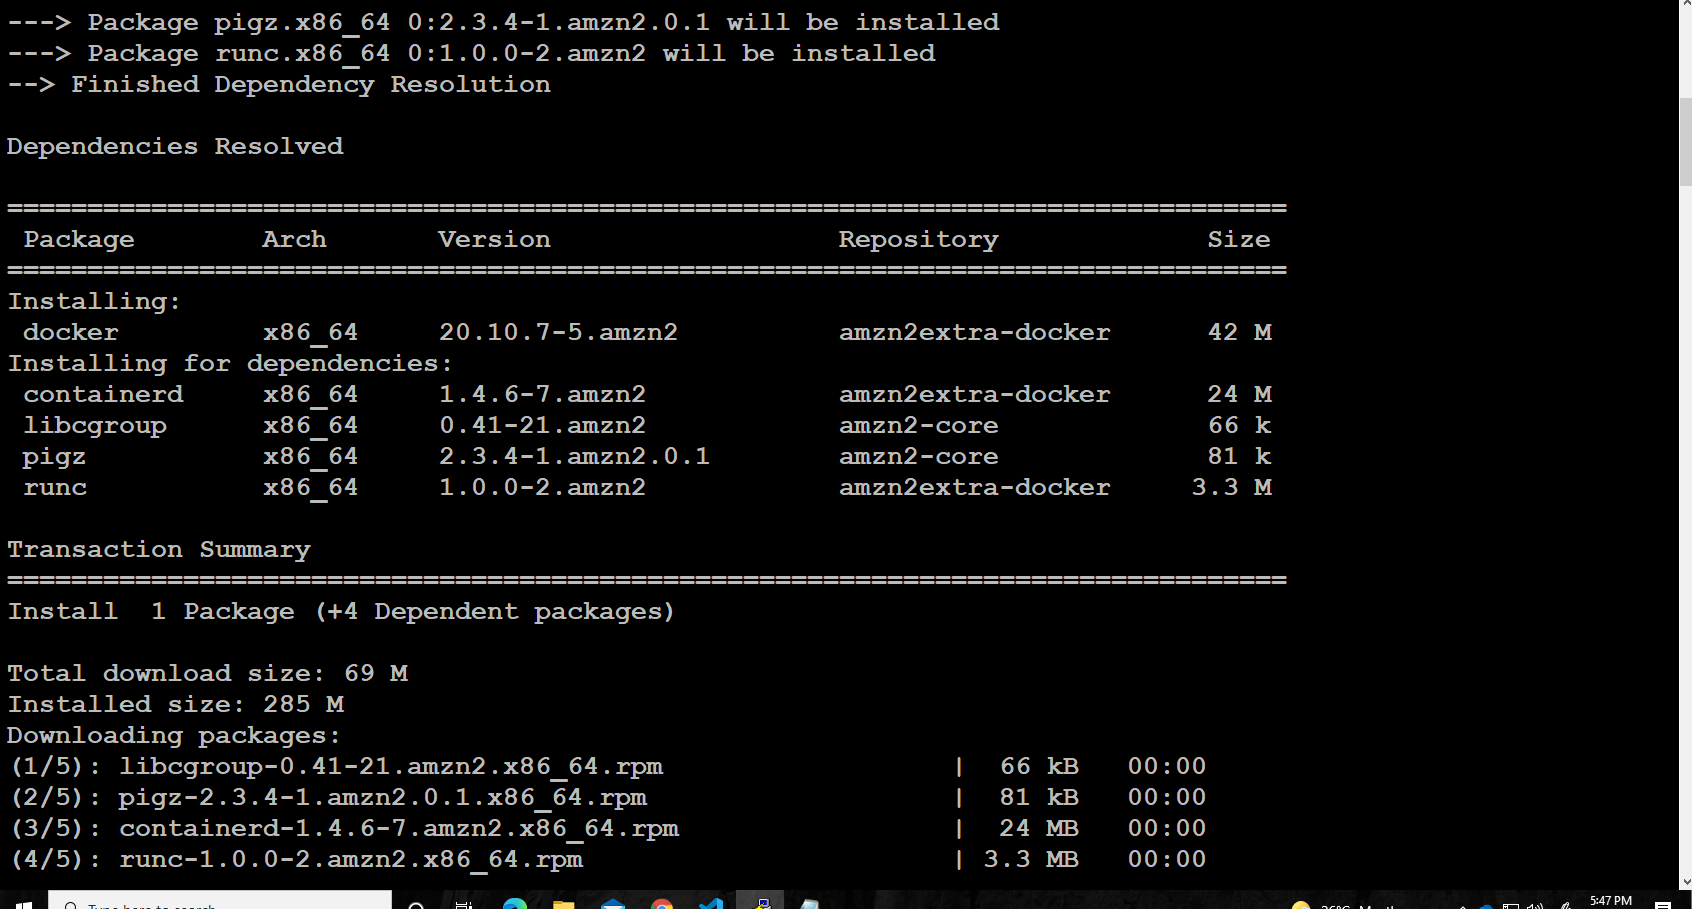 ---> Package pigz.x86_64 0:2.3.4-1.amzn2.0.1 will be installed
---> Package runc.x86_64 0:1.0.0-2.amzn2 will be installed
--> Finished Dependency Resolution
Dependencies Resolved
================================================================================
Package Arch Version Repository Size
================================================================================
Installing:
docker x86_64 20.10.7-5.amzn2 amzn2extra-docker 42 M
Installing for dependencies:
containerd x86_64 1.4.6-7.amzn2 amzn2extra-docker 24 M
libcgroup x86_64 0.41-21.amzn2 amzn2-core 66 k
pigz x86_64 2.3.4-1.amzn2.0.1 amzn2-core 81 k
runc x86_64 1.0.0-2.amzn2 amzn2extra-docker 3.3 M
Transaction Summary
================================================================================
Install 1 Package (+4 Dependent packages)
Total download size: 69 M
Installed size: 285 M
Downloading packages:
(1/5): libcgroup-0.41-21.amzn2.x86_64.rpm | 66 kB 00:00
(2/5): pigz-2.3.4-1.amzn2.0.1.x86_64.rpm | 81 kB 00:00
(3/5): containerd-1.4.6-7.amzn2.x86_64.rpm | 24 MB 00:00
(4/5): runc-1.0.0-2.amzn2.x86_64.rpm | 3.3 MB 00:00
Type here to search
5:47 PM